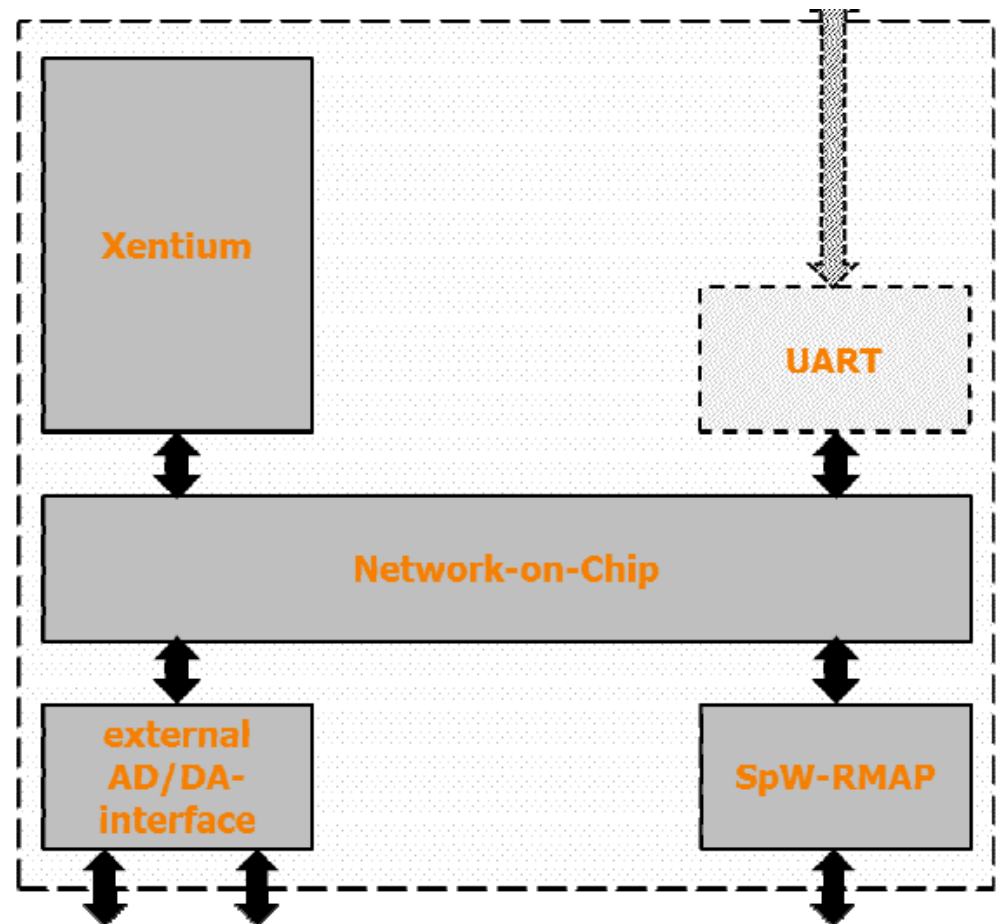 Xentium
UART
Network-on-Chip
external
AD/DA-
interface
SpW-RMAP